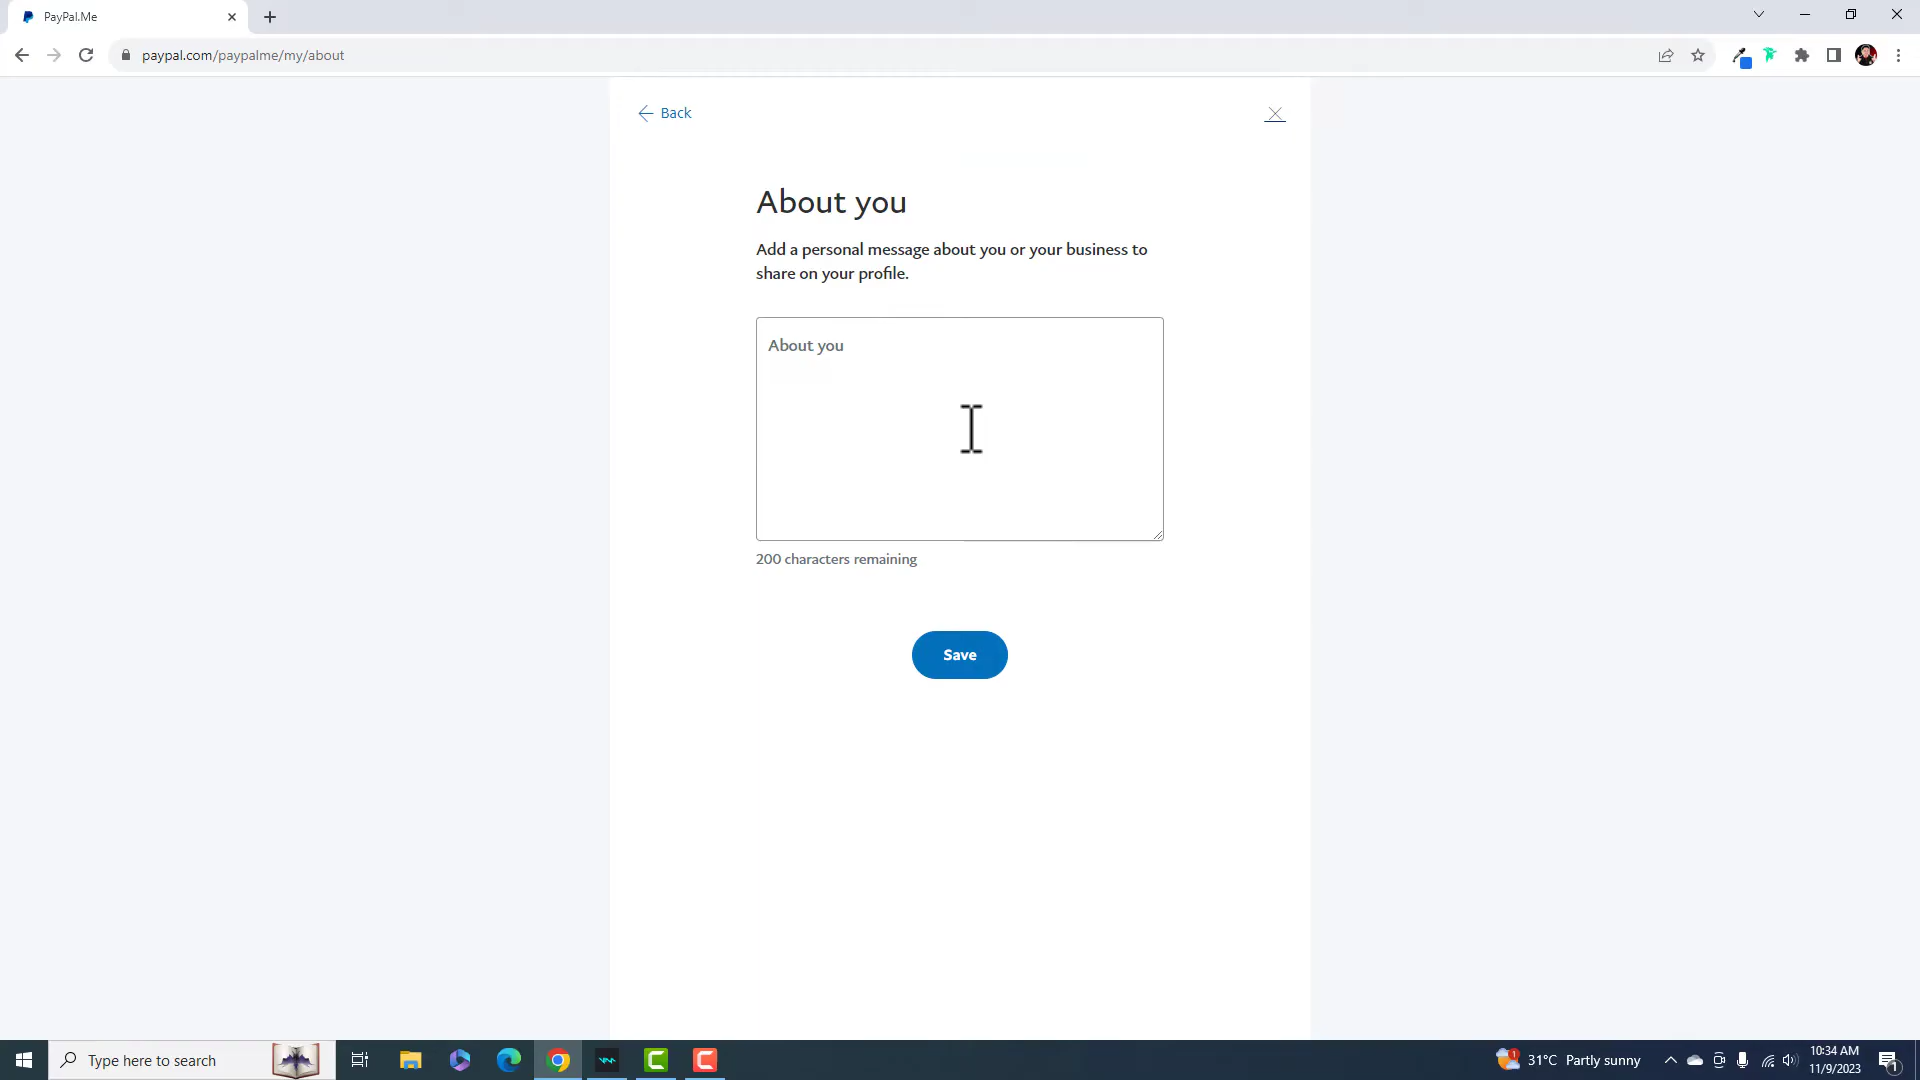 PayPal.Me
paypal.com/paypalme/my/about
Back
About you
Add a personal message about you or your business to
share on your profile.
About you
200 characters remaining
Save
Type here to search
1
31°C Partly sunny
10:34 AM
11/9/2023
1